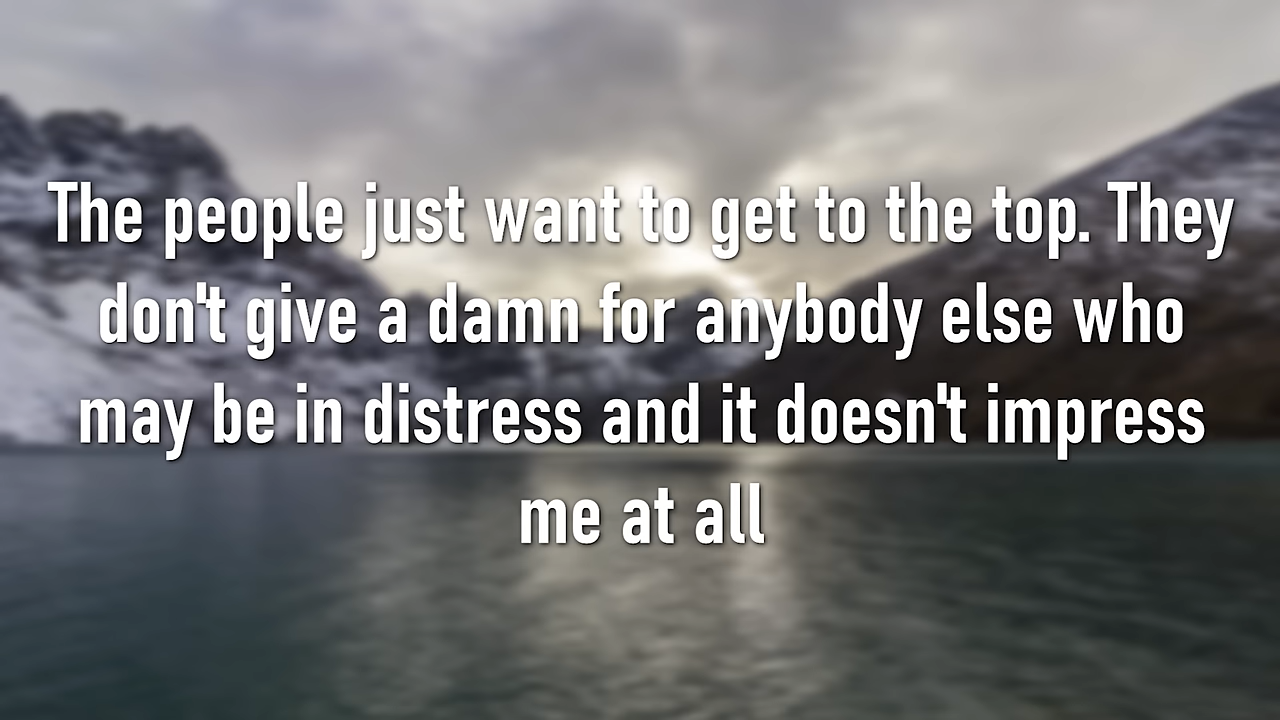 The people just want to get to the top. They
don't give a damn for anybody else who
may be in distress and it doesn't impress
me at all